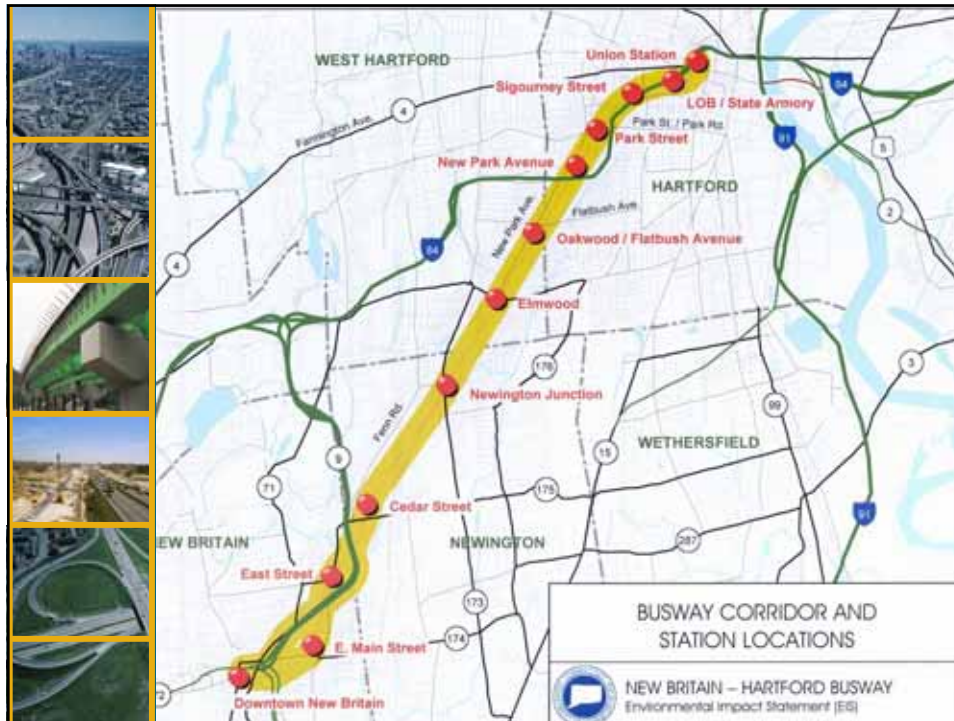 WEST HARTFORD
Union Station
84
Sigourney Street
LOB / State Armory
4
Farmington Ave.
Park St. / Park Rd.
Park Street
91
5
New Park Avenue
HARTFORD
2
New Park Ave.
Flatbush Ave.
84
Oakwood / Flatbush Avenue
4
Elmwood
176
3
Newington Junction
99
Fenn Rd.
WETHERSFIELD
15
9
71
175
Cedar Street
91
NEW BRITAIN
NEWINGTON
287
East Street
173
174
E. Main Street
72
Downtown New Britain
BUSWAY CORRIDOR AND
STATION LOCATIONS
NEW BRITAIN – HARTFORD BUSWAY
Environmental Impact Statement (EIS)